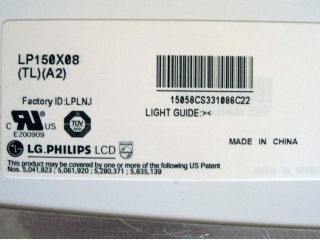 LP150X08
(TL)(A2)
15058CS331086C22
Factory ID:LPLNJ
LIGHT GUIDE:><
C US
E200909
TÜV
MADE IN CHINA
LG.PHILIPS LCD
This product may be covered by one or more of the following US Patent
Nos. 5,041,823 ; 5,061,920 ; 5,280,371 ; 5,835,139